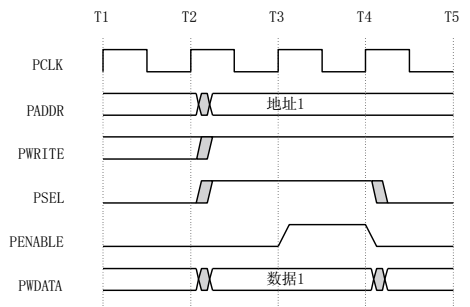 T1 T2 T3 T4 T5
PCLK
PADDR 地址1
PWRITE
PSEL
PENABLE
PWDATA 数据1